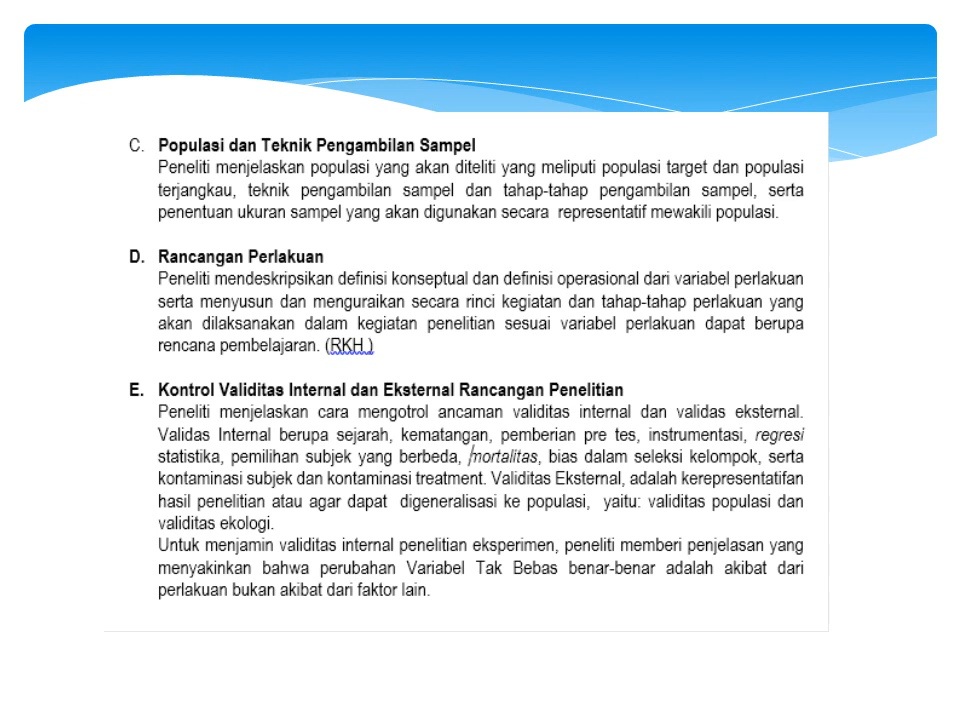 C. Populasi dan Teknik Pengambilan Sampel
Peneliti menjelaskan populasi yang akan diteliti yang meliputi populasi target dan populasi
terjangkau, teknik pengambilan sampel dan tahap-tahap pengambilan sampel, serta
penentuan ukuran sampel yang akan digunakan secara representatif mewakili populasi.
D. Rancangan Perlakuan
Peneliti mendeskripsikan definisi konseptual dan definisi operasional dari variabel perlakuan
serta menyusun dan menguraikan secara rinci kegiatan dan tahap-tahap perlakuan yang
akan dilaksanakan dalam kegiatan penelitian sesuai variabel perlakuan dapat berupa
rencana pembelajaran. (RKH )
E. Kontrol Validitas Internal dan Eksternal Rancangan Penelitian
Peneliti menjelaskan cara mengotrol ancaman validitas internal dan validas eksternal.
Validas Internal berupa sejarah, kematangan, pemberian pre tes, instrumentasi, regresi
statistika, pemilihan subjek yang berbeda, mortalitas, bias dalam seleksi kelompok, serta
kontaminasi subjek dan kontaminasi treatment. Validitas Eksternal, adalah kerepresentatifan
hasil penelitian atau agar dapat digeneralisasi ke populasi, yaitu: validitas populasi dan
validitas ekologi.
Untuk menjamin validitas internal penelitian eksperimen, peneliti memberi penjelasan yang
menyakinkan bahwa perubahan Variabel Tak Bebas benar-benar adalah akibat dari
perlakuan bukan akibat dari faktor lain.